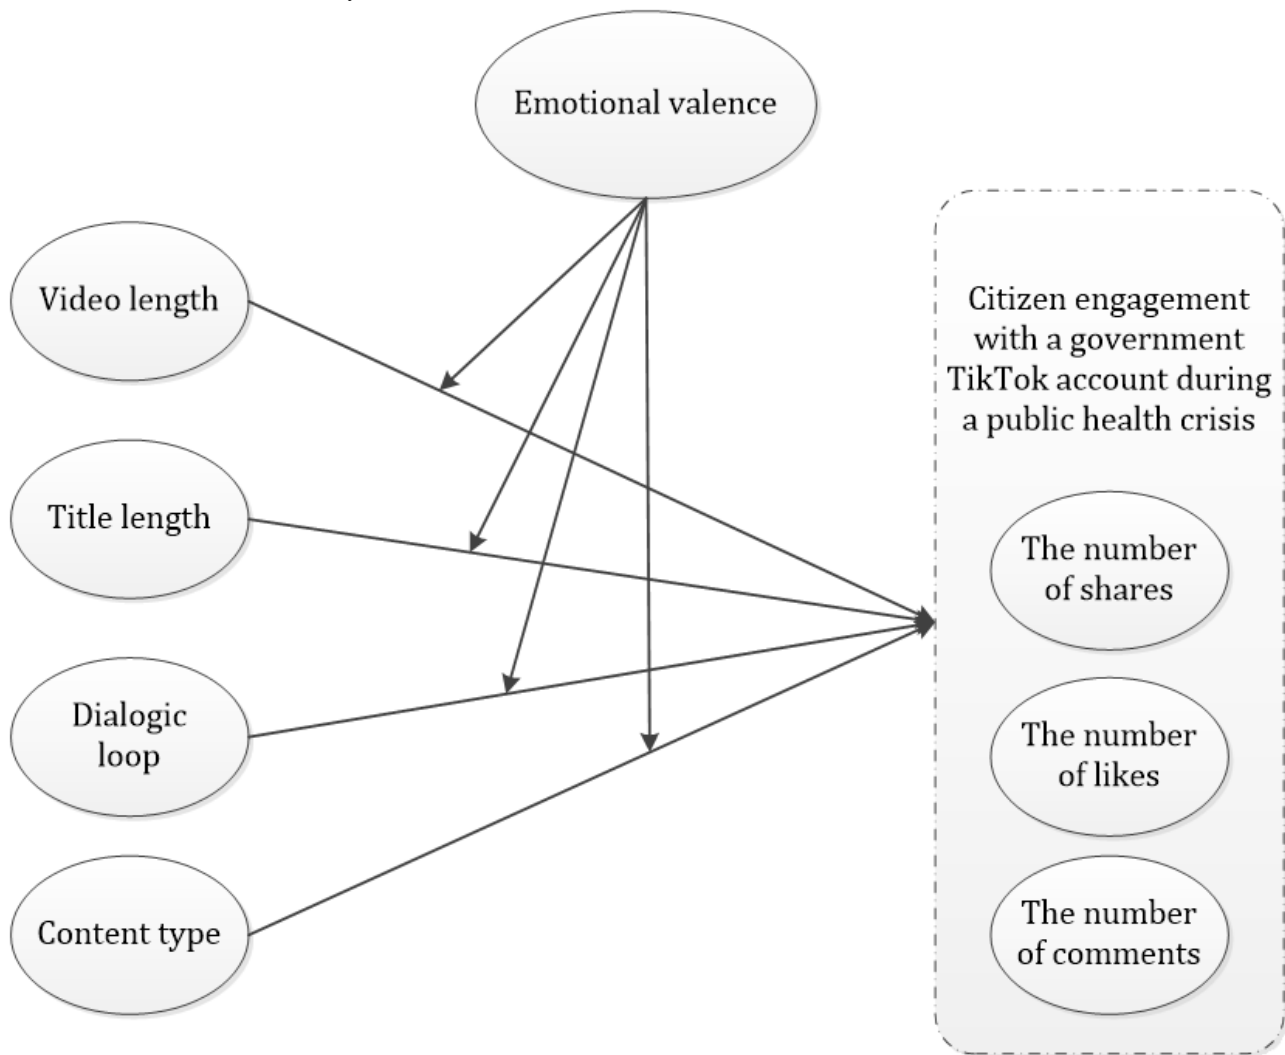 Emotional valence
Video length
Title length
Dialogic
loop
Content type
Citizen engagement
with a government
TikTok account during
a public health crisis
The number
of shares
The number
of likes
The number
of comments